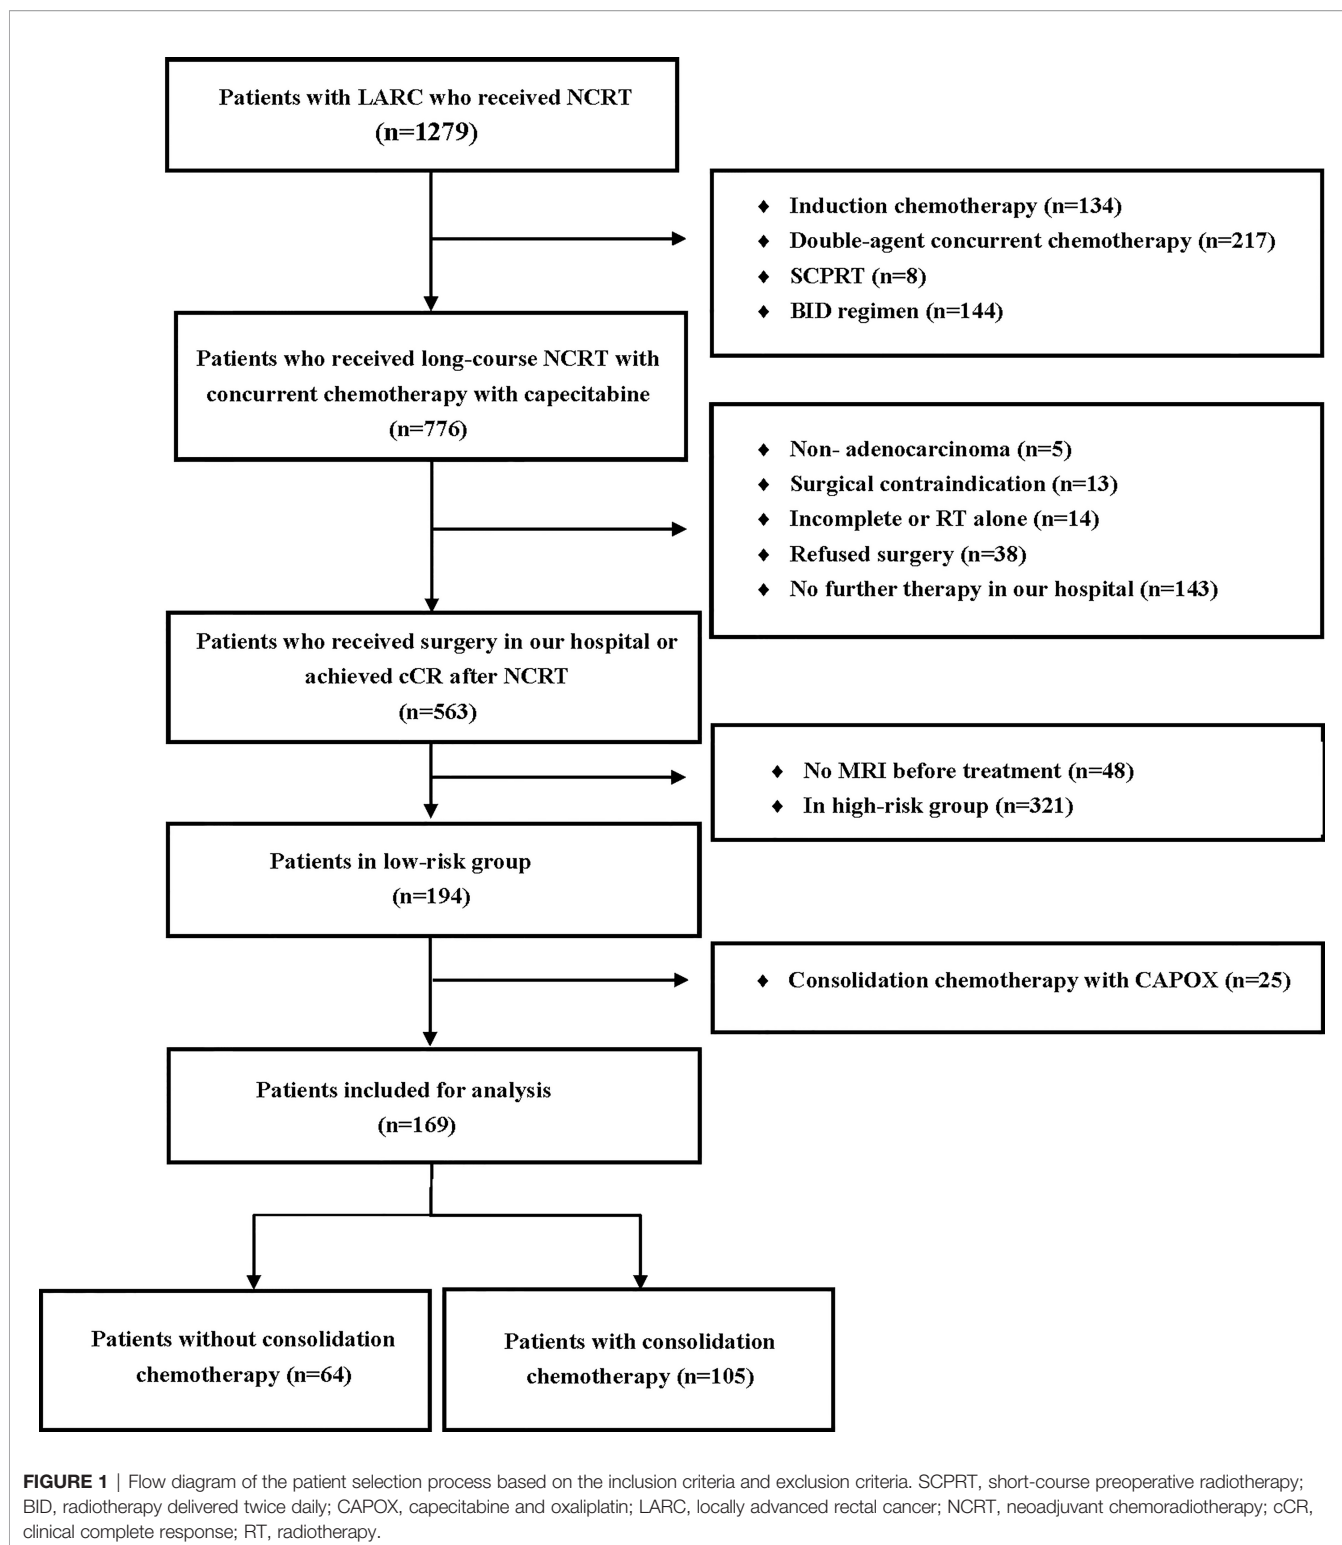 Patients with LARC who received NCRT
(n=1279)
♦ Induction chemotherapy (n=134)
♦ Double-agent concurrent chemotherapy (n=217)
♦ SCPRT (n=8)
♦ BID regimen (n=144)
Patients who received long-course NCRT with
concurrent chemotherapy with capecitabine
(n=776)
♦ Non- adenocarcinoma (n=5)
♦ Surgical contraindication (n=13)
♦ Incomplete or RT alone (n=14)
♦ Refused surgery (n=38)
♦ No further therapy in our hospital (n=143)
Patients who received surgery in our hospital or
achieved cCR after NCRT
(n=563)
♦ No MRI before treatment (n=48)
♦ In high-risk group (n=321)
Patients in low-risk group
(n=194)
♦ Consolidation chemotherapy with CAPOX (n=25)
Patients included for analysis
(n=169)
Patients without consolidation
chemotherapy (n=64)
Patients with consolidation
chemotherapy (n=105)
FIGURE 1 | Flow diagram of the patient selection process based on the inclusion criteria and exclusion criteria. SCPRT, short-course preoperative radiotherapy;
BID, radiotherapy delivered twice daily; CAPOX, capecitabine and oxaliplatin; LARC, locally advanced rectal cancer; NCRT, neoadjuvant chemoradiotherapy; cCR,
clinical complete response; RT, radiotherapy.